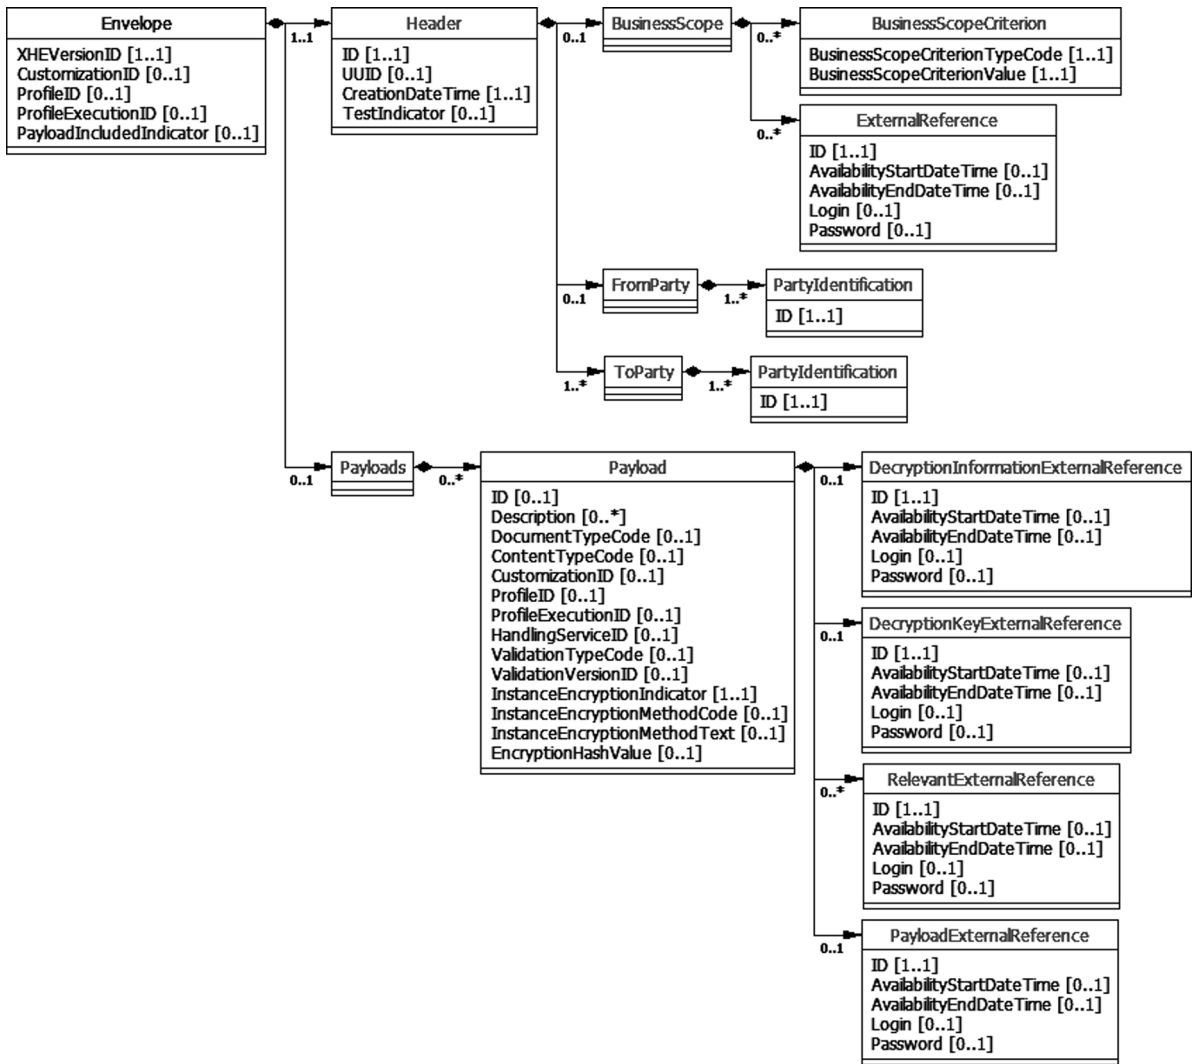 Envelope
XHEVersionID [1..1]
CustomizationID [0..1]
ProfileID [0..1]
ProfileExecutionID [0..1]
PayloadIncludedIndicator [0..1]
1..1
Header
ID [1..1]
UUID [0..1]
CreationDateTime [1..1]
TestIndicator [0..1]
0..1
BusinessScope
0..*
BusinessScopeCriterion
BusinessScopeCriterionTypeCode [1..1]
BusinessScopeCriterionValue [1..1]
0..*
ExternalReference
ID [1..1]
AvailabilityStartDateTime [0..1]
AvailabilityEndDateTime [0..1]
Login [0..1]
Password [0..1]
0..1
FromParty
1..*
PartyIdentification
ID [1..1]
1..*
ToParty
1..*
PartyIdentification
ID [1..1]
0..1
Payloads
0..*
Payload
ID [0..1]
Description [0..*]
DocumentTypeCode [0..1]
ContentTypeCode [0..1]
CustomizationID [0..1]
ProfileID [0..1]
ProfileExecutionID [0..1]
HandlingServiceID [0..1]
ValidationTypeCode [0..1]
ValidationVersionID [0..1]
InstanceEncryptionIndicator [1..1]
InstanceEncryptionMethodCode [0..1]
InstanceEncryptionMethodText [0..1]
EncryptionHashValue [0..1]
0..1
DecryptionInformationExternalReference
ID [1..1]
AvailabilityStartDateTime [0..1]
AvailabilityEndDateTime [0..1]
Login [0..1]
Password [0..1]
0..1
DecryptionKeyExternalReference
ID [1..1]
AvailabilityStartDateTime [0..1]
AvailabilityEndDateTime [0..1]
Login [0..1]
Password [0..1]
0..*
RelevantExternalReference
ID [1..1]
AvailabilityStartDateTime [0..1]
AvailabilityEndDateTime [0..1]
Login [0..1]
Password [0..1]
0..1
PayloadExternalReference
ID [1..1]
AvailabilityStartDateTime [0..1]
AvailabilityEndDateTime [0..1]
Login [0..1]
Password [0..1]